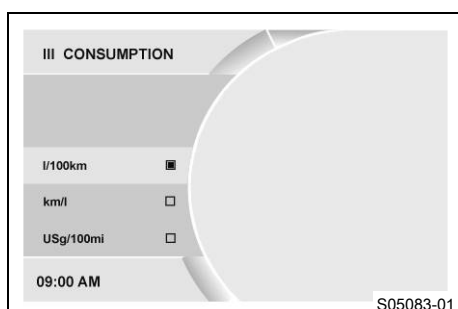 III CONSUMPTION
l/100km
km/l
USg/100mi
09:00 AM
S05083-01